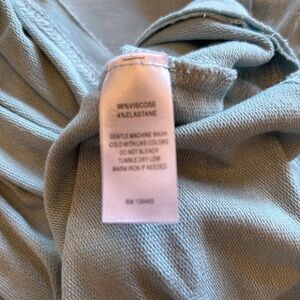 96%VISCOSE
4%ELASTANE
GENTLE MACHINE WASH
COLD WITH LIKE COLORS
DO NOT BLEACH
TUMBLE DRY LOW
WARM IRON IF NEEDED
RN 139485